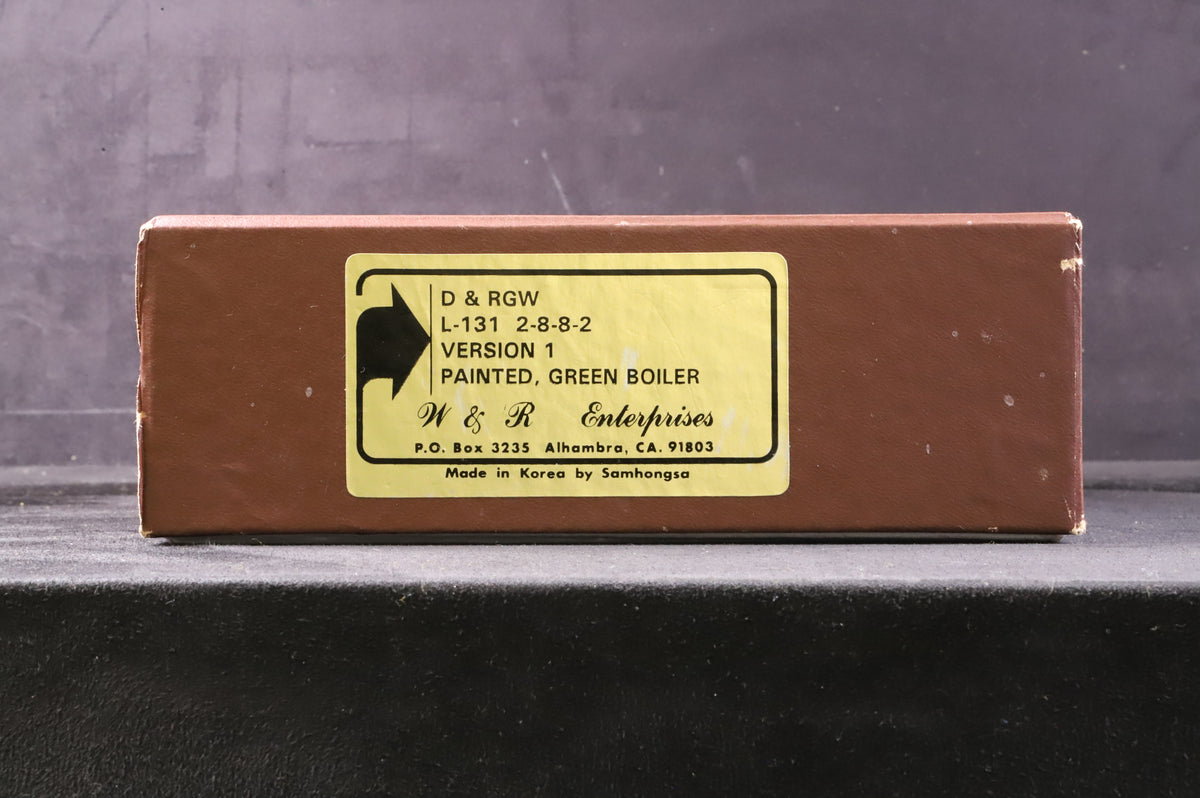 D & RGW
L-131 2-8-8-2
VERSION 1
PAINTED, GREEN BOILER
W & R Enterprises
P.O. Box 3235 Alhambra, CA. 91803
Made in Korea by Samhongsa